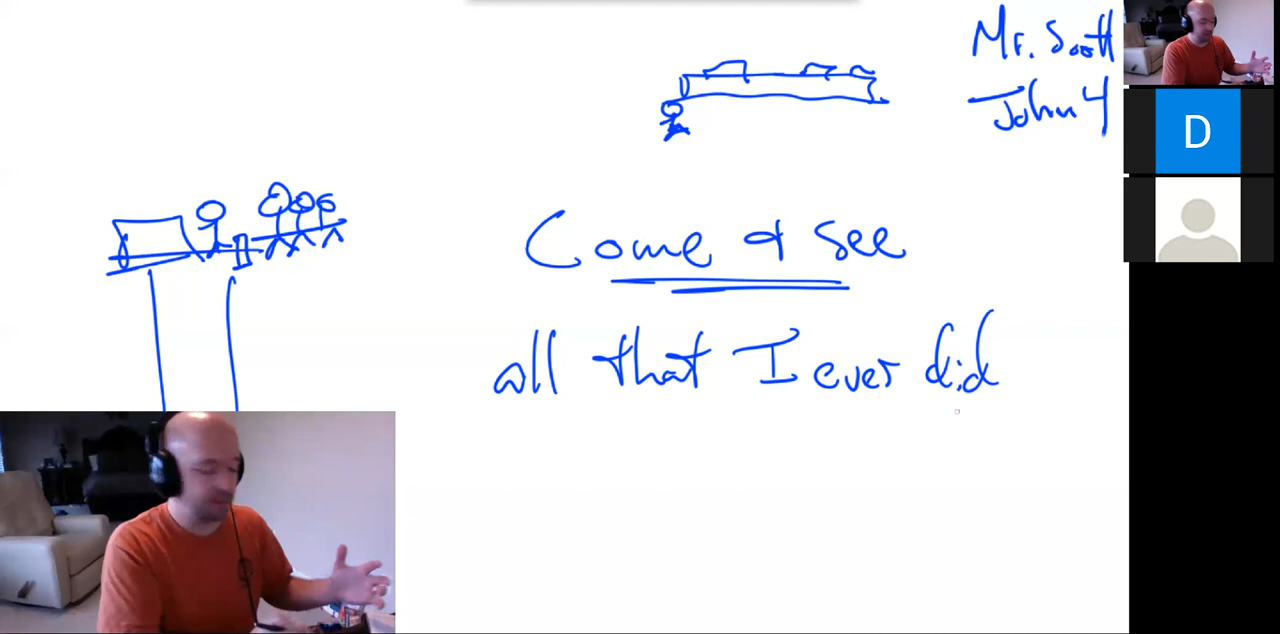 Mr. Scott
John 4
D
Come & see
all that I ever did